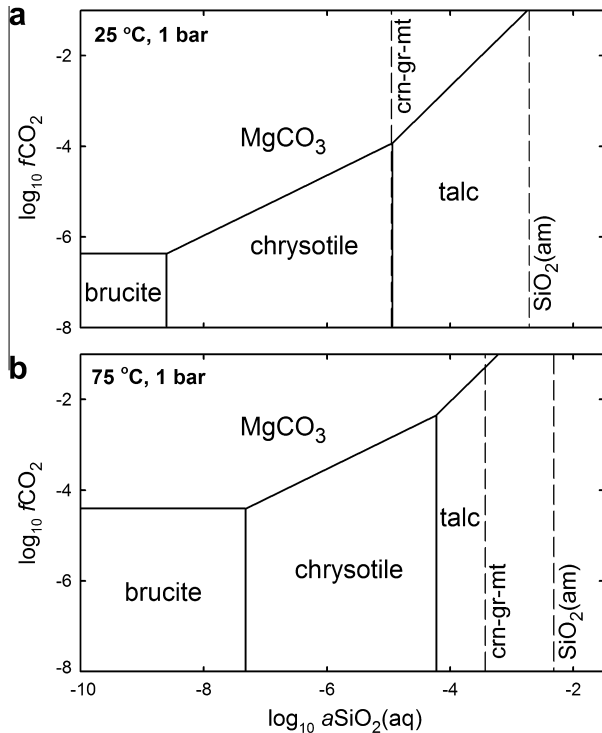 a
25 °C, 1 bar
-2
-4
-6
-8
log₁₀ fCO₂
MgCO₃
crn-gr-mt
talc
chrysotile
brucite
SiO₂(am)
b
75 °C, 1 bar
-2
-4
-6
-8
log₁₀ fCO₂
MgCO₃
talc
chrysotile
brucite
crn-gr-mt
SiO₂(am)
-10 -8 -6 -4 -2
log₁₀ aSiO₂(aq)